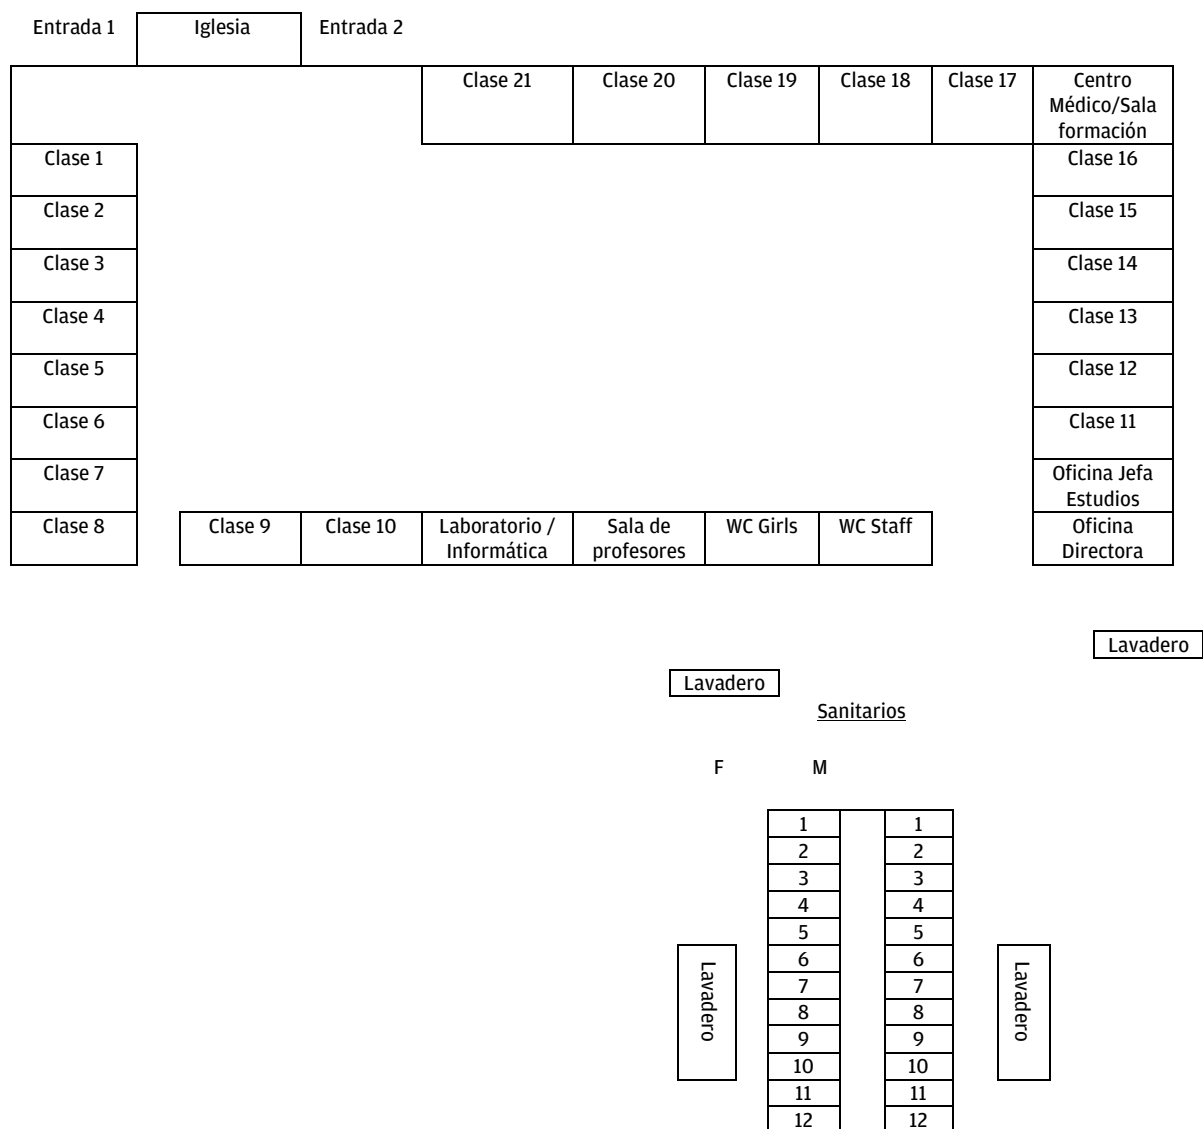 Entrada 1 Iglesia Entrada 2
Clase 21 Clase 20 Clase 19 Clase 18 Clase 17 Centro
Médico/Sala
formación
Clase 1 Clase 16
Clase 2 Clase 15
Clase 3 Clase 14
Clase 4 Clase 13
Clase 5 Clase 12
Clase 6 Clase 11
Clase 7 Oficina Jefa
Estudios
Clase 8 Clase 9 Clase 10 Laboratorio / Sala de WC Girls WC Staff Oficina
Informática profesores Directora
Lavadero
Lavadero
Sanitarios
F M
1 1
2 2
3 3
4 4
5 5
6 6
7 7
8 8
9 9
10 10
11 11
12 12
Lavadero
Lavadero